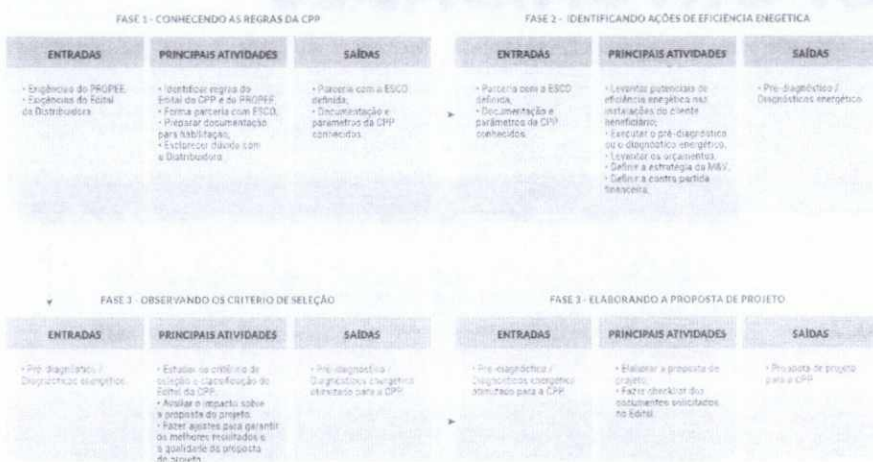 FASE 1 - CONHECENDO AS REGRAS DA CPP
ENTRADAS
PRINCIPAIS ATIVIDADES
SAÍDAS
• Exigências do PROPEE
• Exigências do Edital
da Distribuidora
• Identificar regras do
Edital da CPP e do PROPEE,
• Forma parceria com ESCO,
• Preparar documentação
para habilitação;
• Esclarecer dúvida com
a Distribuidora
• Parceria com a ESCO
definida;
• Documentação e
parametros da CPP
conhecidos.
FASE 2 - IDENTIFICANDO AÇÕES DE EFICIÊNCIA ENEGÉTICA
ENTRADAS
PRINCIPAIS ATIVIDADES
SAÍDAS
• Parceria com a ESCO
definida,
• Documentação e
parâmetros da CPP
conhecidos.
• Levantar potenciais de
eficiência energética nas
instalações do cliente
beneficiário;
• Executar o pré-diagnóstico
ou o diagnóstico energético,
• Levantar os orçamentos,
• Definir a estratégia da M&V,
• Definir a contra partida
financeira,
• Pré-diagnóstico /
Diagnósticos energético
FASE 3 - OBSERVANDO OS CRITERIO DE SELEÇÃO
ENTRADAS
PRINCIPAIS ATIVIDADES
SAÍDAS
• Pré-diagnóstico /
Diagnósticos energético
• Estudar os critério de
seleção e classificação do
Edital da CPP,
• Avaliar o impacto sobre
a proposta do projeto.
• Fazer ajustes para garantir
os melhores resultados e
a qualidade da proposta
de projeto
• Pré-diagnóstico /
Diagnósticos energético
otimizado para a CPP
FASE 3 - ELABORANDO A PROPOSTA DE PROJETO
ENTRADAS
PRINCIPAIS ATIVIDADES
SAÍDAS
• Pré-diagnóstico /
Diagnósticos energético
otimizado para a CPP
• Elaborar a proposta de
projeto;
• Fazer checklist dos
documentos solicitados
no Edital.
• Proposta de projeto
para a CPP